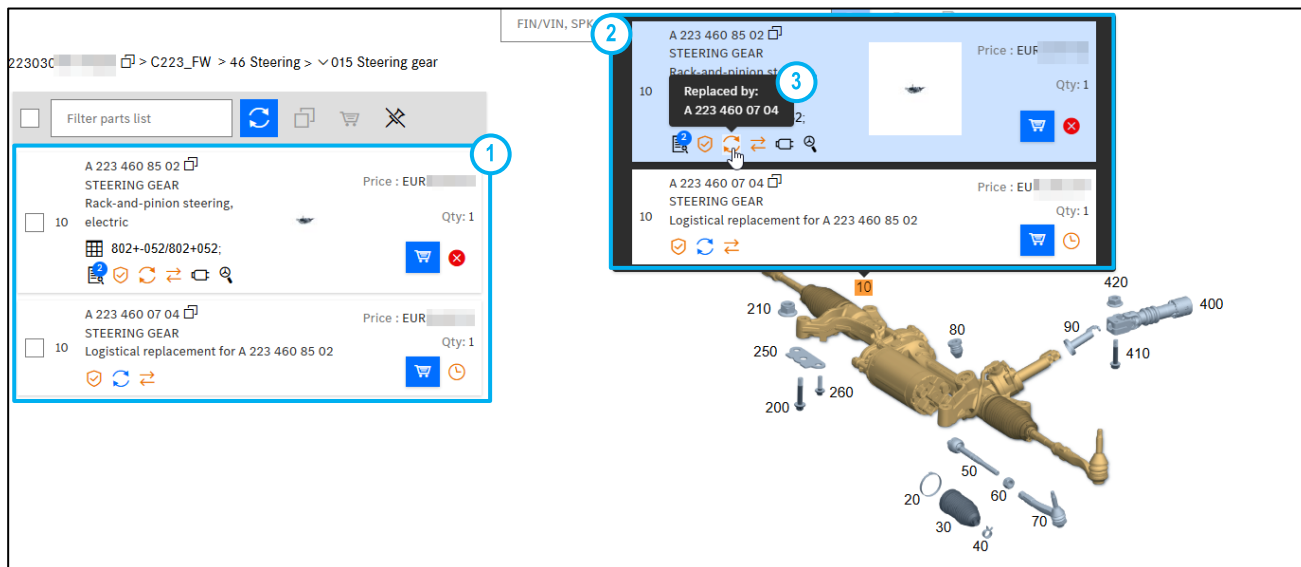 FIN/VIN, SPK
223030
> C223_FW > 46 Steering > 015 Steering gear
Filter parts list
1
A 223 460 85 02
STEERING GEAR
Rack-and-pinion steering,
electric
10
Price : EUR
Qty: 1
802+-052/802+052;
2
A 223 460 07 04
STEERING GEAR
Logistical replacement for A 223 460 85 02
10
Price : EUR
Qty: 1
2
A 223 460 85 02
STEERING GEAR
Rack-and-pinion st
10
Price : EUR
Qty: 1
3
Replaced by:
A 223 460 07 04
2;
2
A 223 460 07 04
STEERING GEAR
Logistical replacement for A 223 460 85 02
10
Price : EU
Qty: 1
10
420
210
400
80
90
250
410
260
200
50
60
20
30
70
40